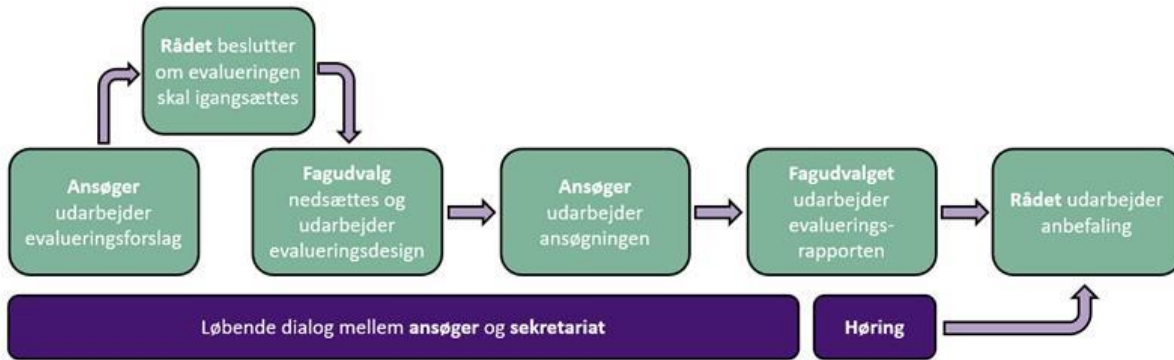 Rådet beslutter
om evalueringen
skal igangsættes
Ansøger
udarbejder
evalueringsforslag
Fagudvalg
nedsættes og
udarbejder
evalueringsdesign
Ansøger
udarbejder
ansøgningen
Fagudvalget
udarbejder
evaluerings-
rapporten
Rådet udarbejder
anbefaling
Løbende dialog mellem ansøger og sekretariat
Høring